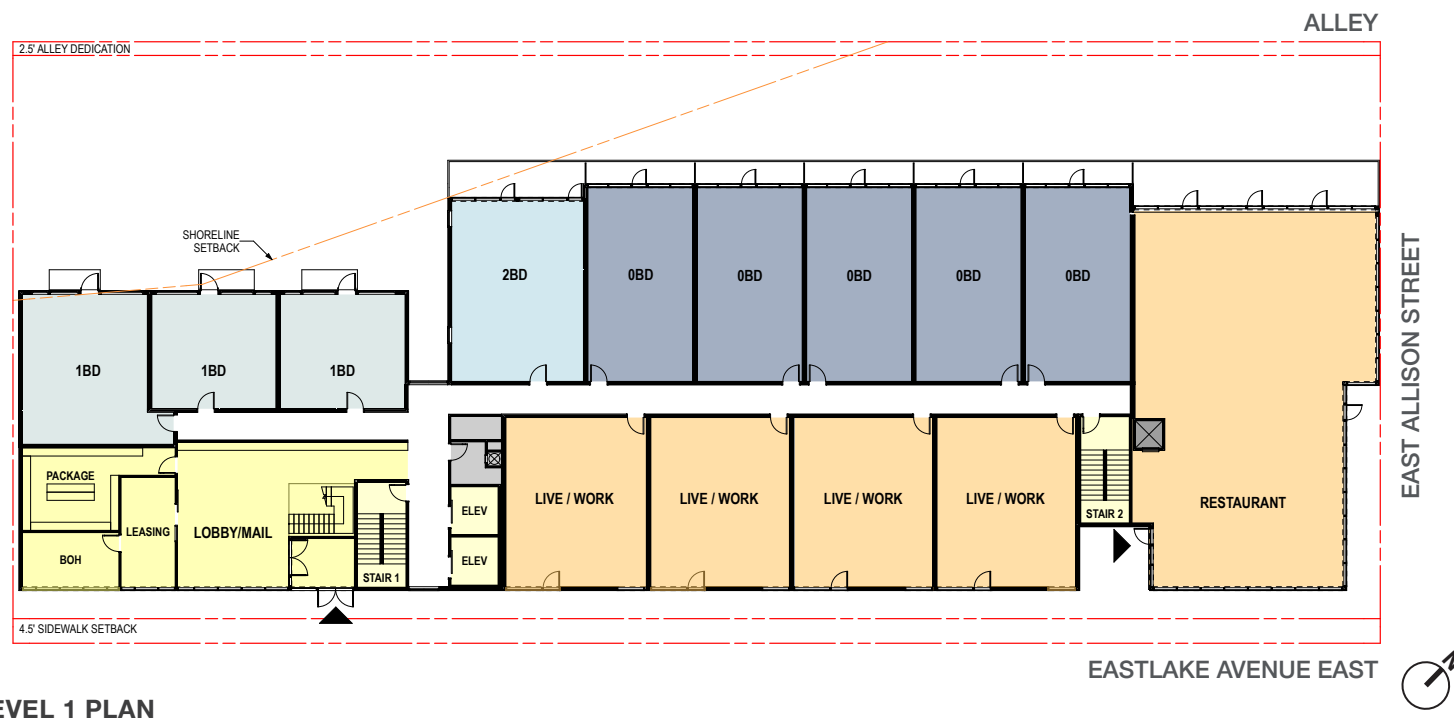 ALLEY
2.5' ALLEY DEDICATION
SHORELINE
SETBACK
2BD
0BD
0BD
0BD
0BD
0BD
1BD
1BD
1BD
EAST ALLISON STREET
PACKAGE
LEASING
LOBBY/MAIL
BOH
STAIR 1
ELEV
ELEV
LIVE / WORK
LIVE / WORK
LIVE / WORK
LIVE / WORK
STAIR 2
RESTAURANT
4.5' SIDEWALK SETBACK
EASTLAKE AVENUE EAST
N
EVEL 1 PLAN